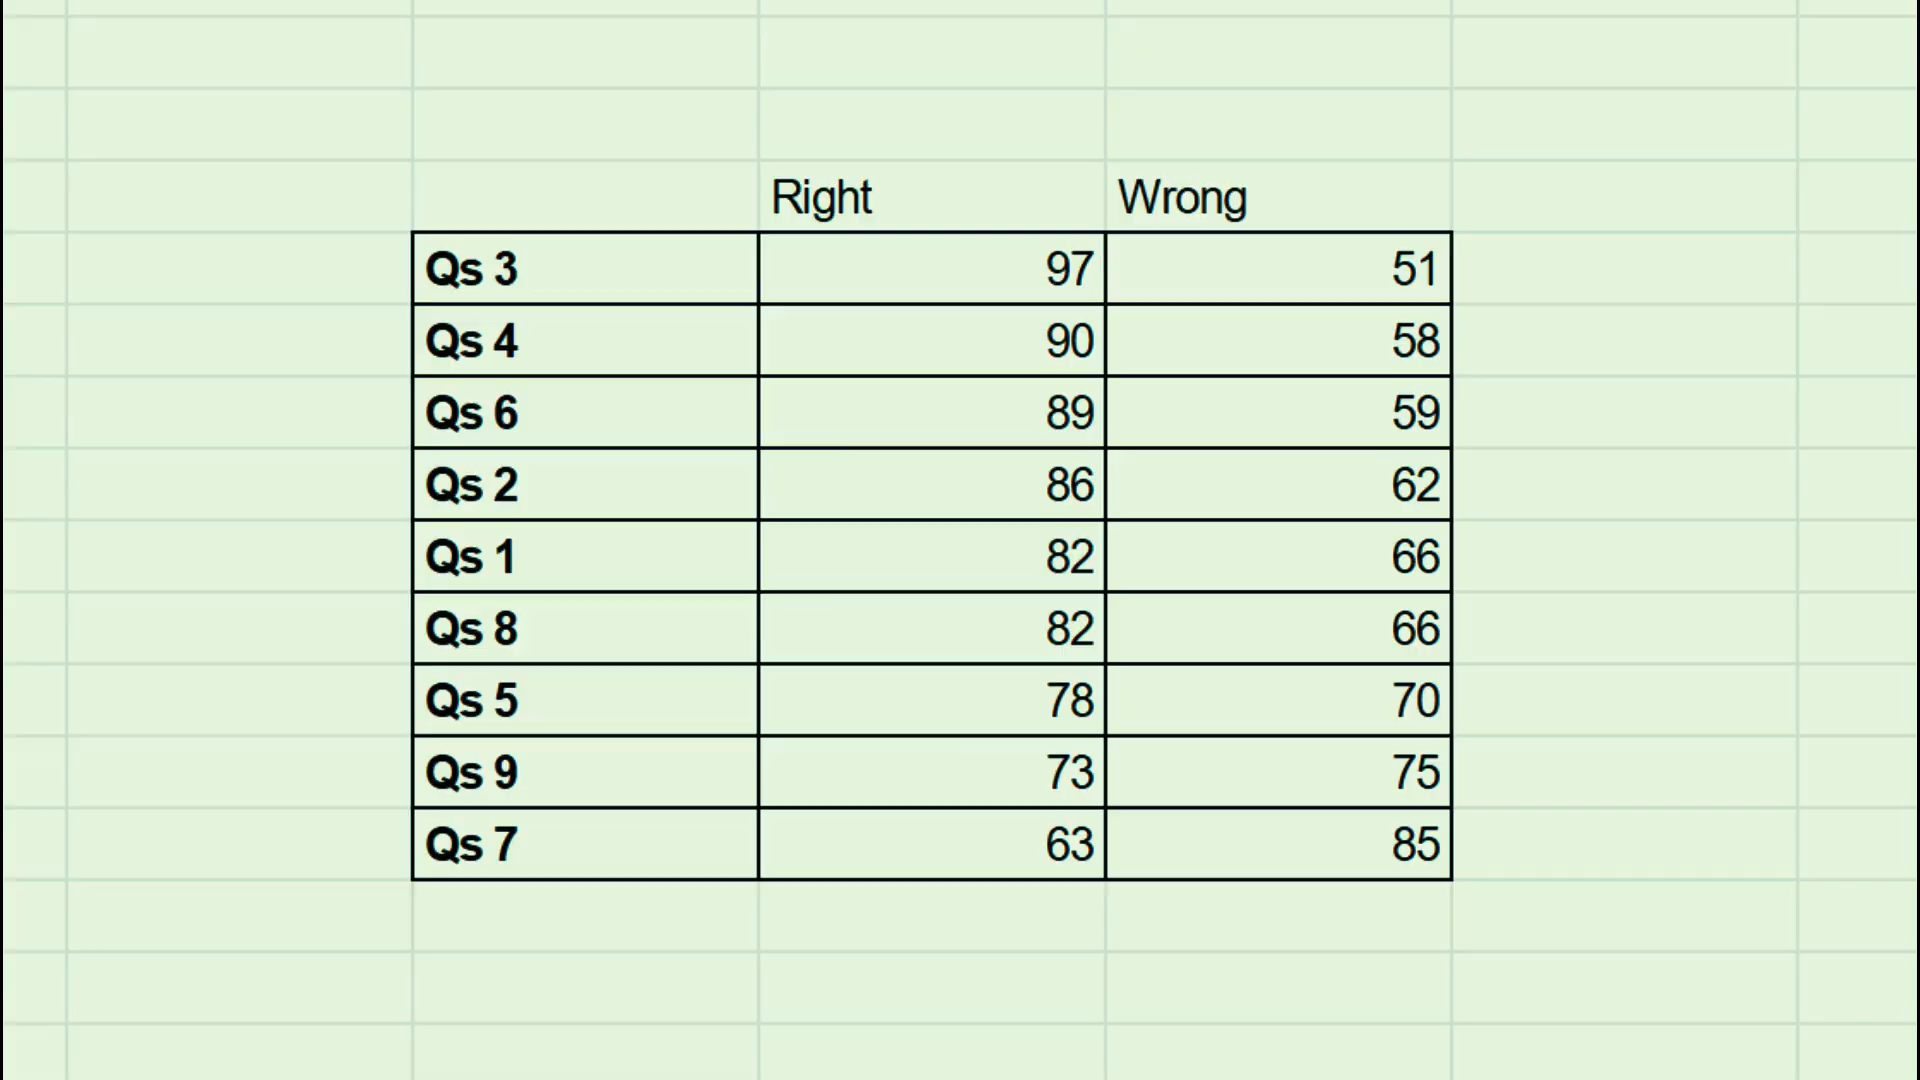 Right Wrong
Qs 3 97 51
Qs 4 90 58
Qs 6 89 59
Qs 2 86 62
Qs 1 82 66
Qs 8 82 66
Qs 5 78 70
Qs 9 73 75
Qs 7 63 85